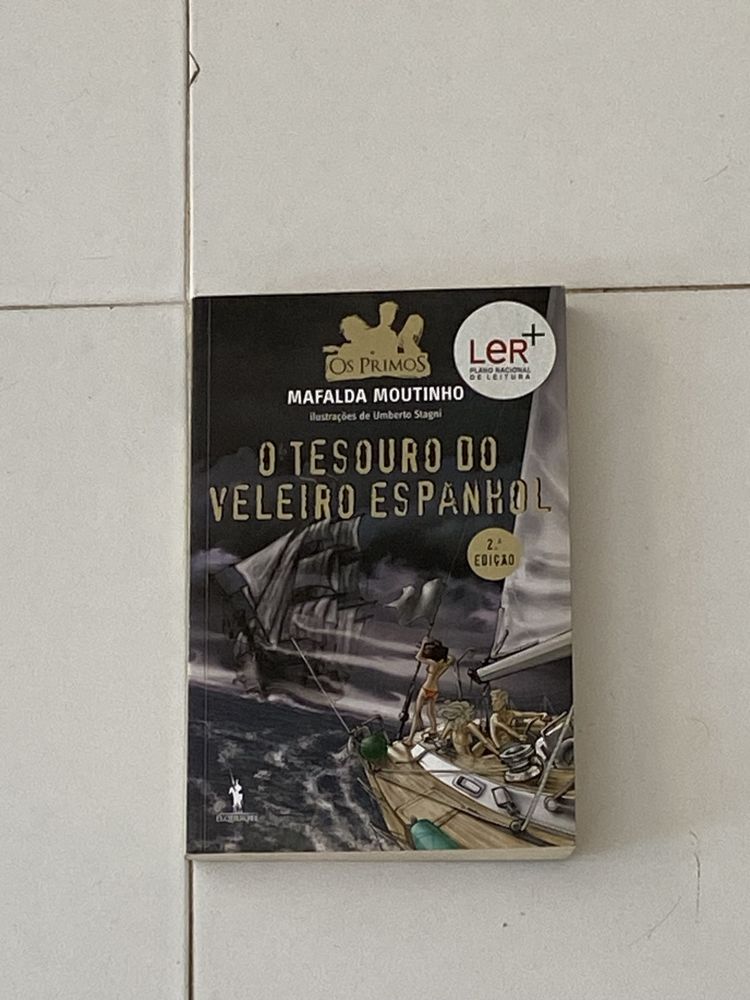 OS PRIMOS
LeR+
PLANO NACIONAL
DE LEITURA
MAFALDA MOUTINHO
ilustrações de Umberto Stagni
O TESOURO DO
VELEIRO ESPANHOL
2.ª
EDIÇÃO